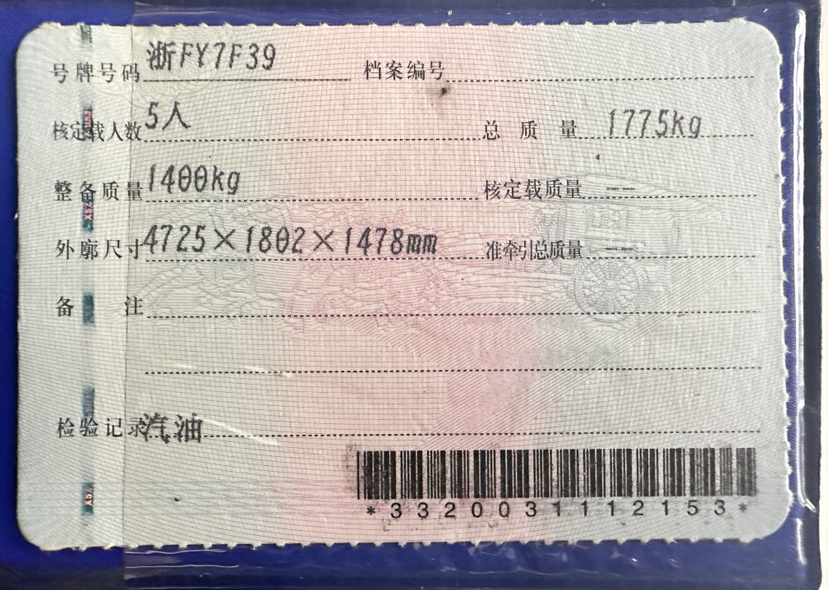 号牌号码 浙FY7F39 档案编号
核定载人数 5人 总质量 1775kg
整备质量 1400kg 核定载质量 --
外廓尺寸 4725×1802×1478mm 准牵引总质量 --
备注
检验记录 汽油
*3320031112153*